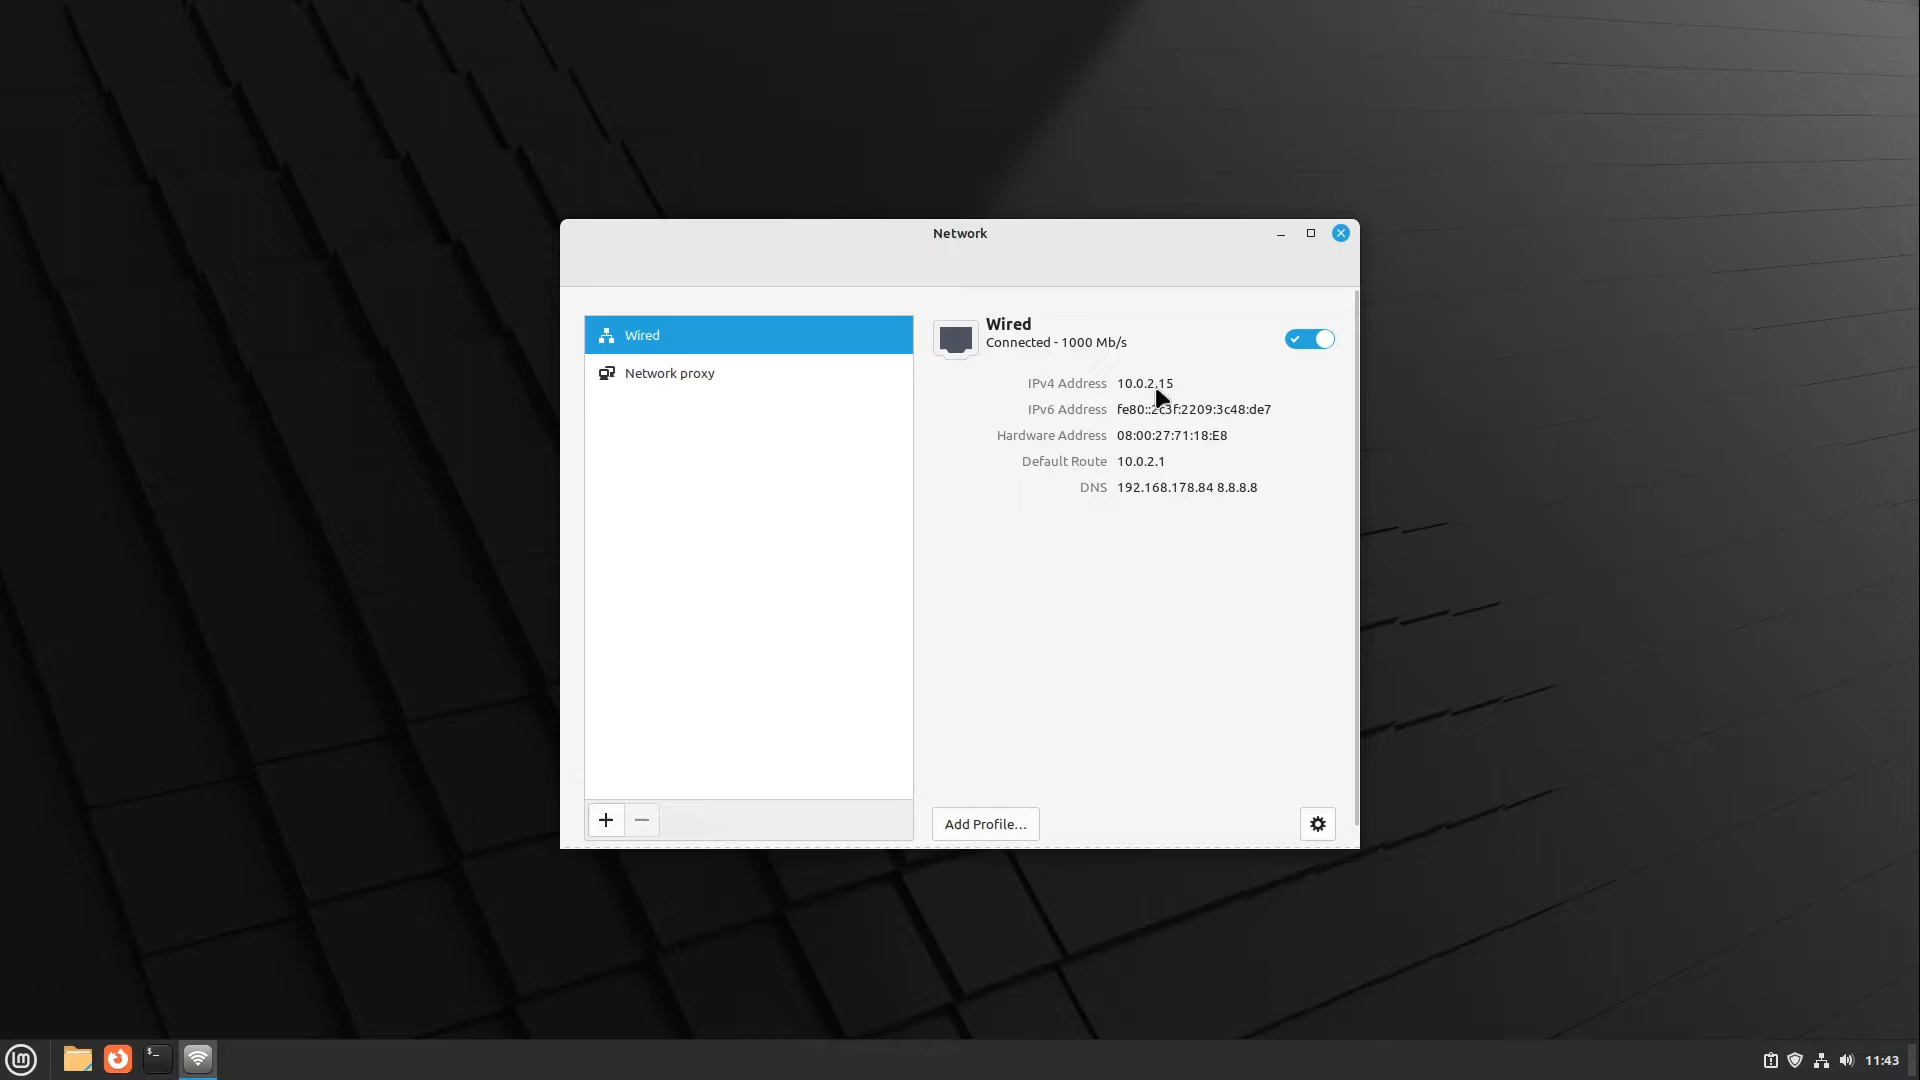 Network
Wired
Network proxy
Wired
Connected - 1000 Mb/s
IPv4 Address 10.0.2.15
IPv6 Address fe80::2c3f:2209:3c48:de7
Hardware Address 08:00:27:71:18:E8
Default Route 10.0.2.1
DNS 192.168.178.84 8.8.8.8
Add Profile...
11:43